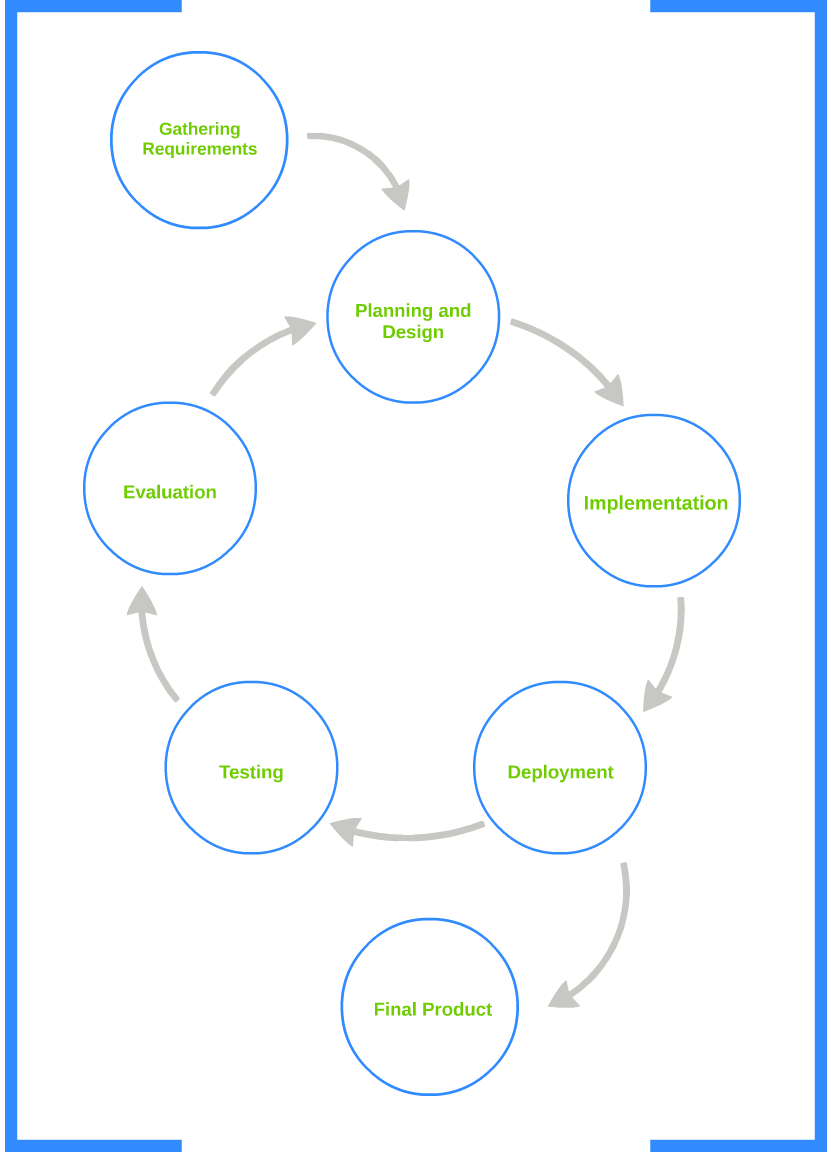 Gathering
Requirements
Planning and
Design
Evaluation
Implementation
Testing
Deployment
Final Product